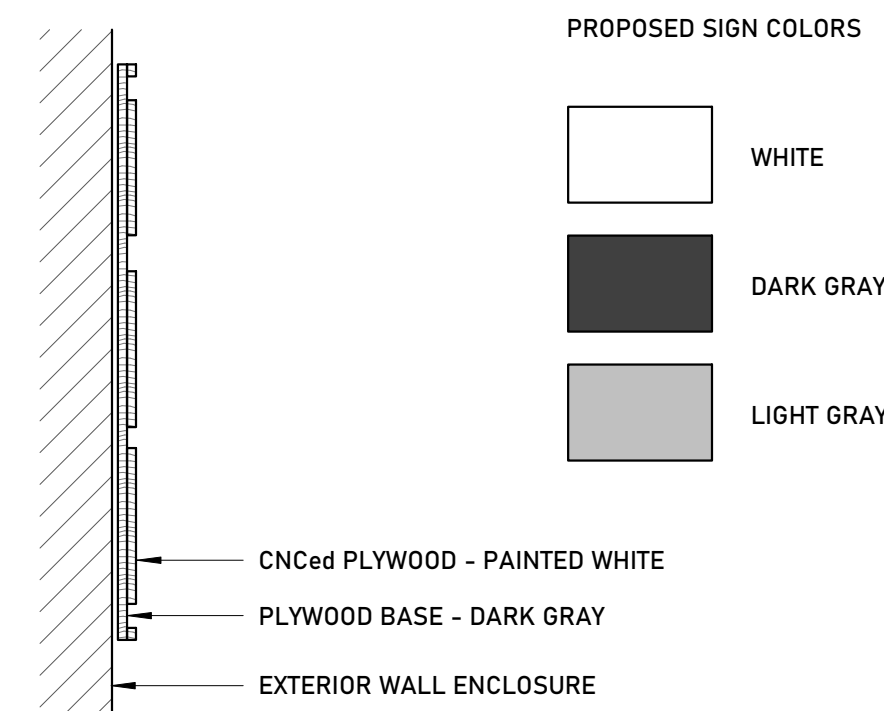 PROPOSED SIGN COLORS
WHITE
DARK GRAY
LIGHT GRAY
CNCed PLYWOOD - PAINTED WHITE
PLYWOOD BASE - DARK GRAY
EXTERIOR WALL ENCLOSURE